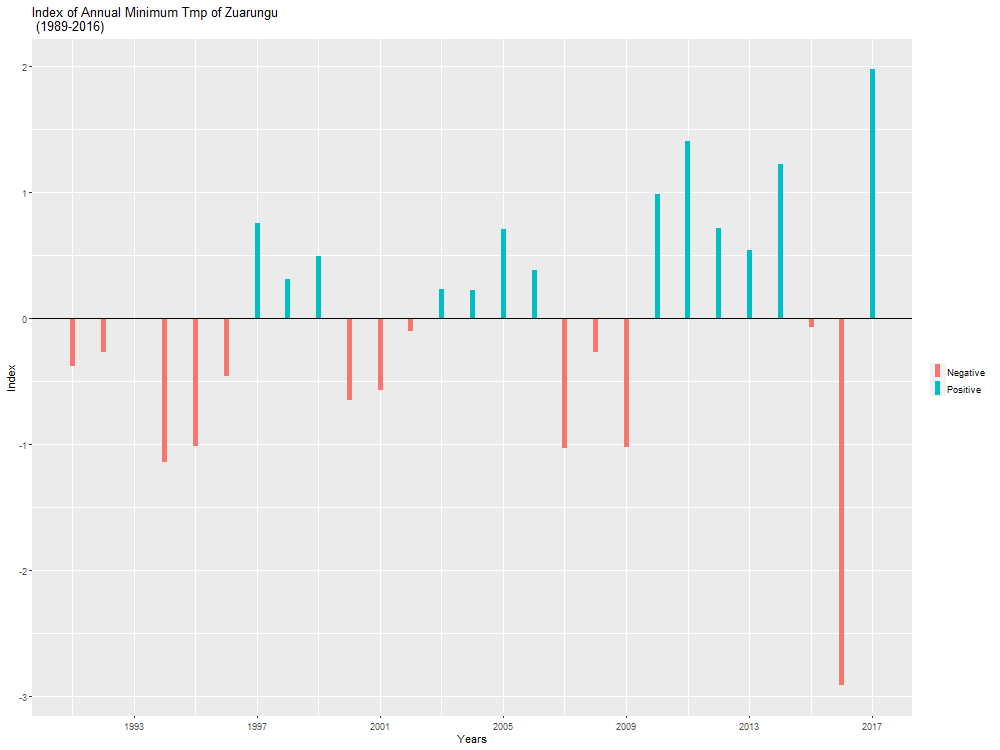 Index of Annual Minimum Tmp of Zuarungu
(1989-2016)
2
1
0
-1
-2
-3
Index
1993 1997 2001 2005 2009 2013 2017
Years
Negative
Positive